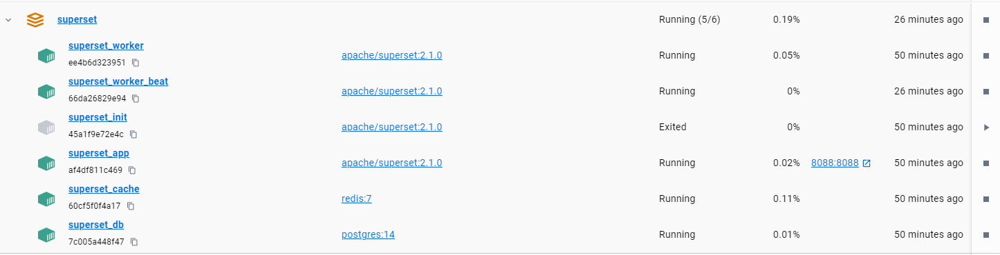 superset Running (5/6) 0.19% 26 minutes ago
superset_worker
ee4b6d323951
apache/superset:2.1.0 Running 0.05% 50 minutes ago
superset_worker_beat
66da26829e94
apache/superset:2.1.0 Running 0% 26 minutes ago
superset_init
45a1f9e72e4c
apache/superset:2.1.0 Exited 0% 50 minutes ago
superset_app
af4df811c469
apache/superset:2.1.0 Running 0.02% 8088:8088 50 minutes ago
superset_cache
60cf5f0f4a17
redis:7 Running 0.11% 50 minutes ago
superset_db
7c005a448f47
postgres:14 Running 0.01% 50 minutes ago